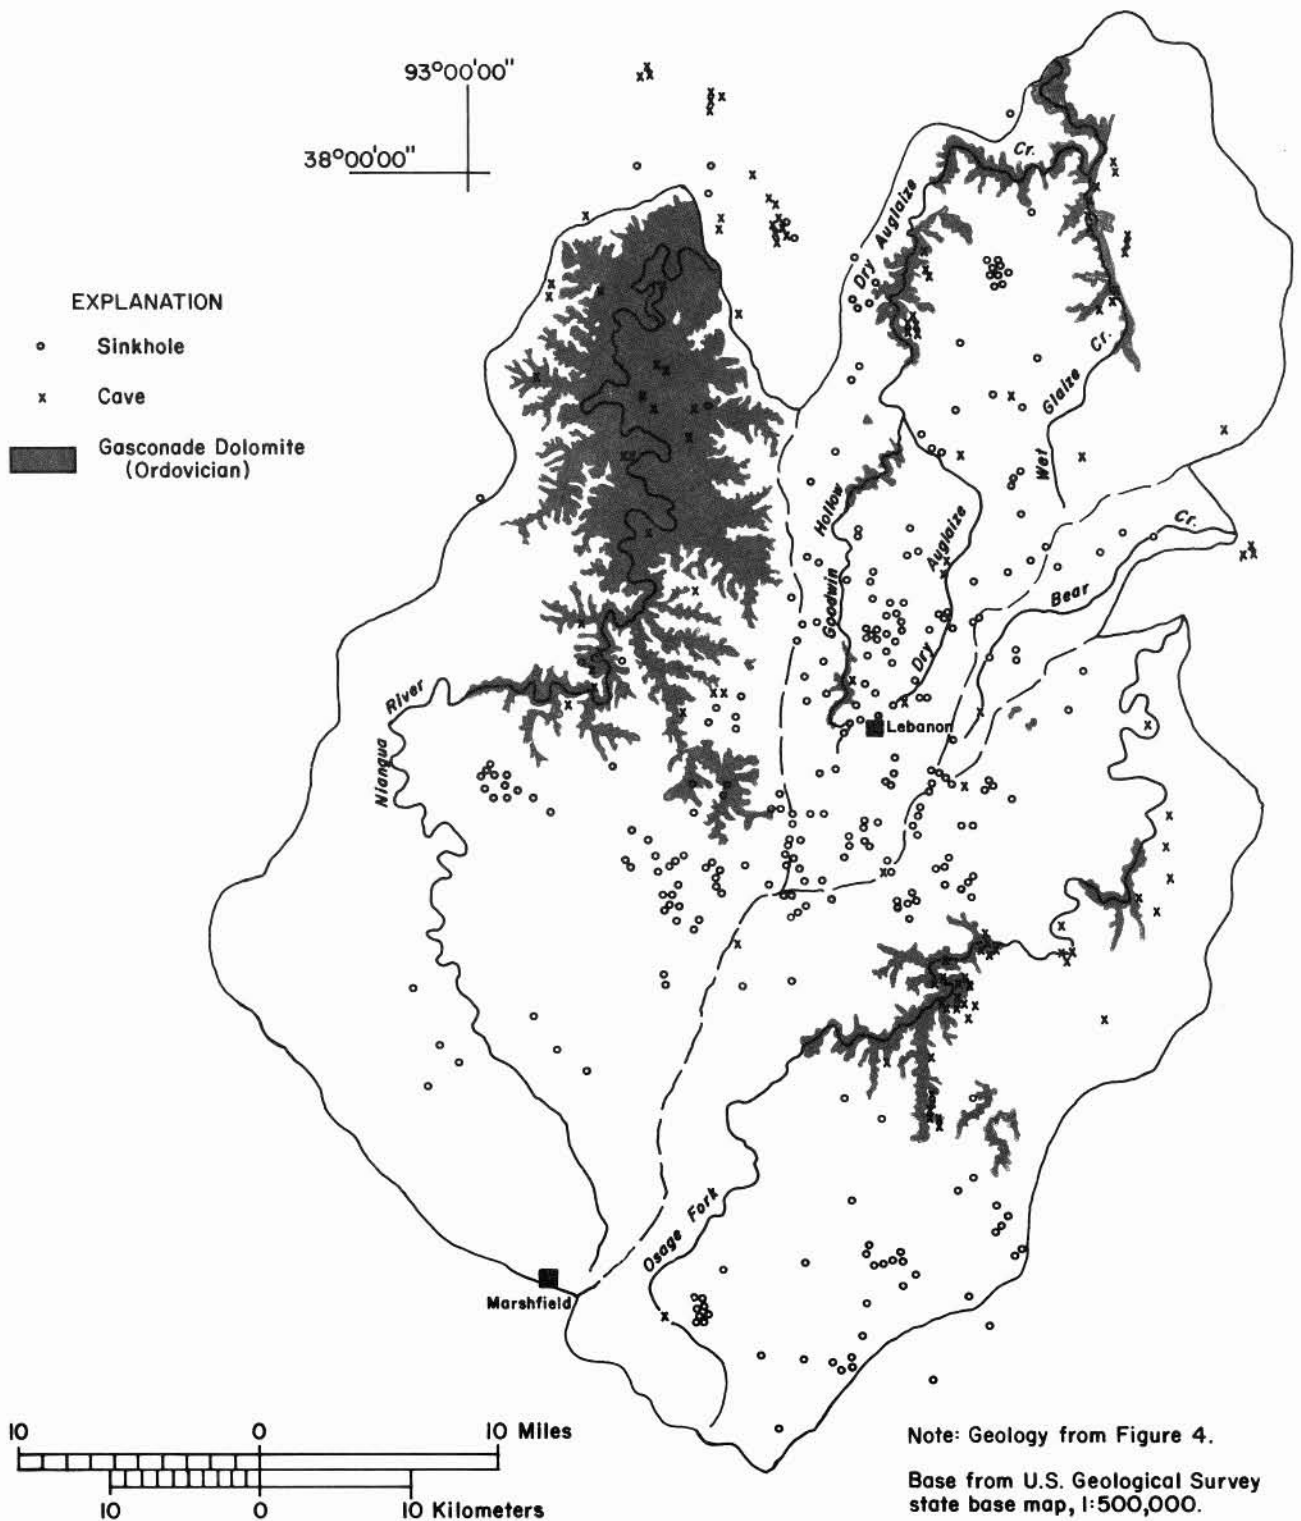 93°00'00"
38°00'00"
EXPLANATION
Sinkhole
Cave
Gasconade Dolomite
(Ordovician)
Cr.
Dry Auglaize
Glaize Cr.
Wet
Cr.
Bear
Hollow
Goodwin
Auglaize
Dry
Lebanon
River
Niangua
Osage Fork
Marshfield
10 0 10 Miles
10 0 10 Kilometers
Note: Geology from Figure 4.
Base from U.S. Geological Survey
state base map, 1:500,000.